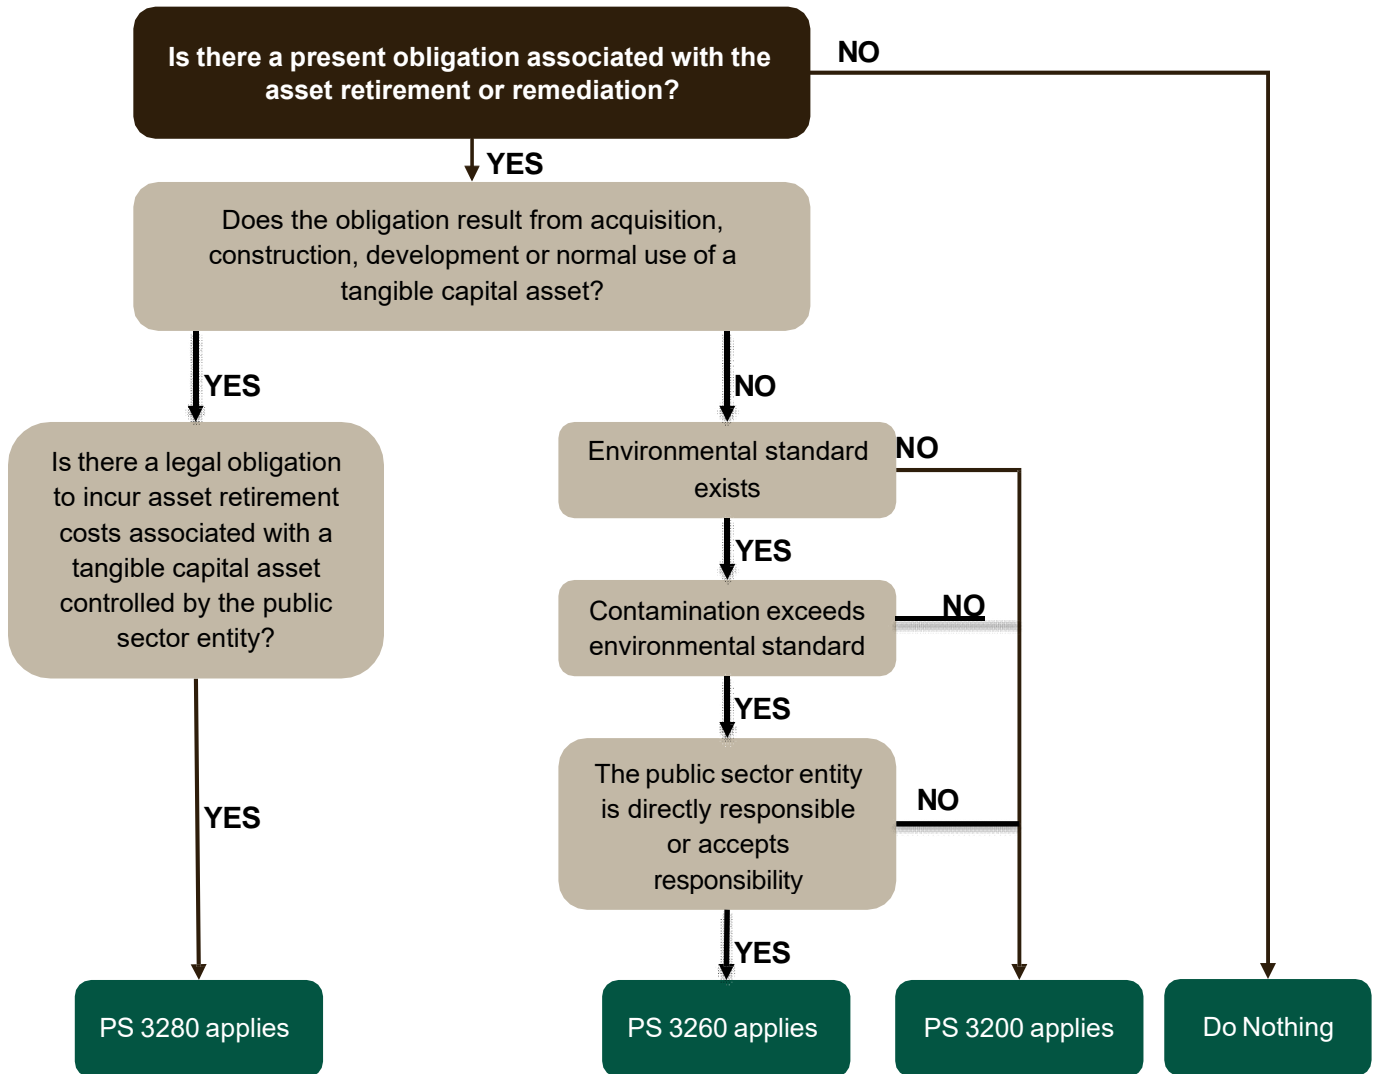 Is there a present obligation associated with the
asset retirement or remediation?
NO
YES
Does the obligation result from acquisition,
construction, development or normal use of a
tangible capital asset?
YES
NO
Is there a legal obligation
to incur asset retirement
costs associated with a
tangible capital asset
controlled by the public
sector entity?
Environmental standard
exists
NO
YES
Contamination exceeds
environmental standard
NO
YES
The public sector entity
is directly responsible
or accepts
responsibility
NO
YES
YES
PS 3280 applies
PS 3260 applies
PS 3200 applies
Do Nothing